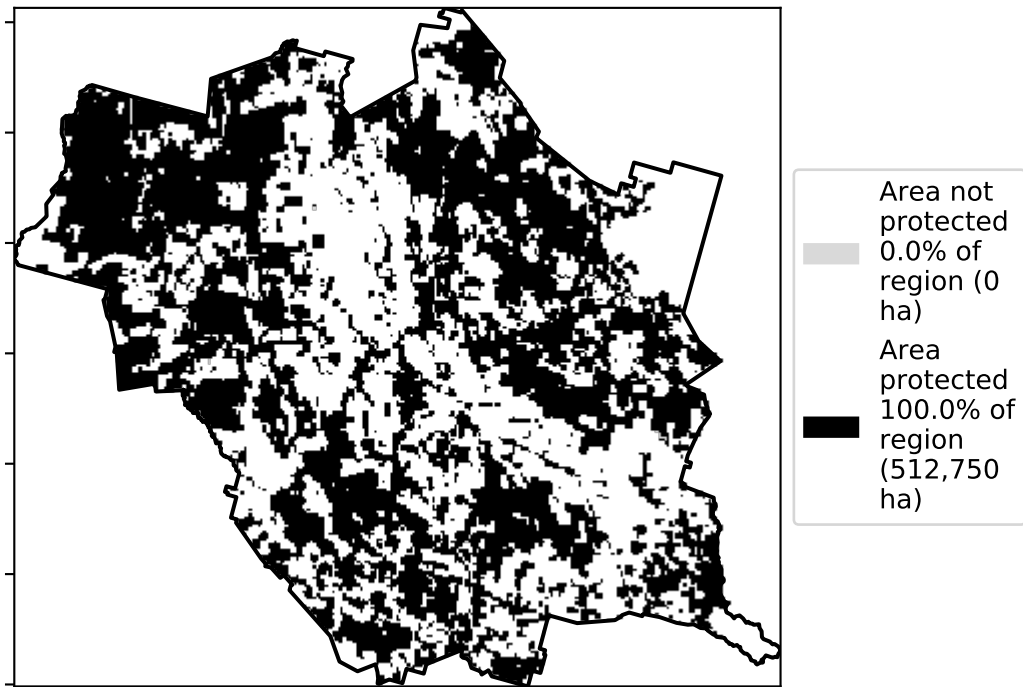 Area not
protected
0.0% of
region (0
ha)
Area
protected
100.0% of
region
(512,750
ha)